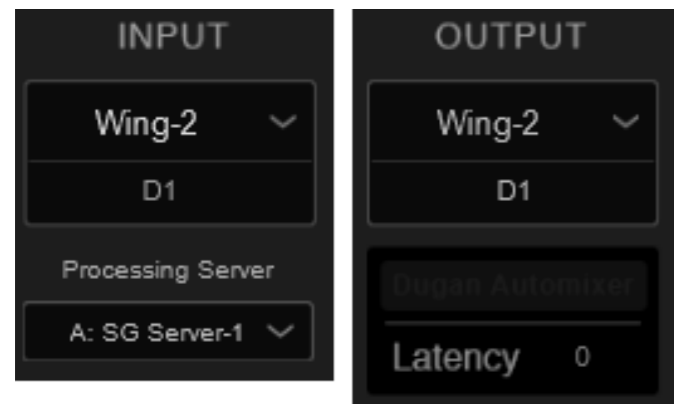 INPUT
Wing-2
D1
Processing Server
A: SG Server-1
OUTPUT
Wing-2
D1
Dugan Automixer
Latency 0